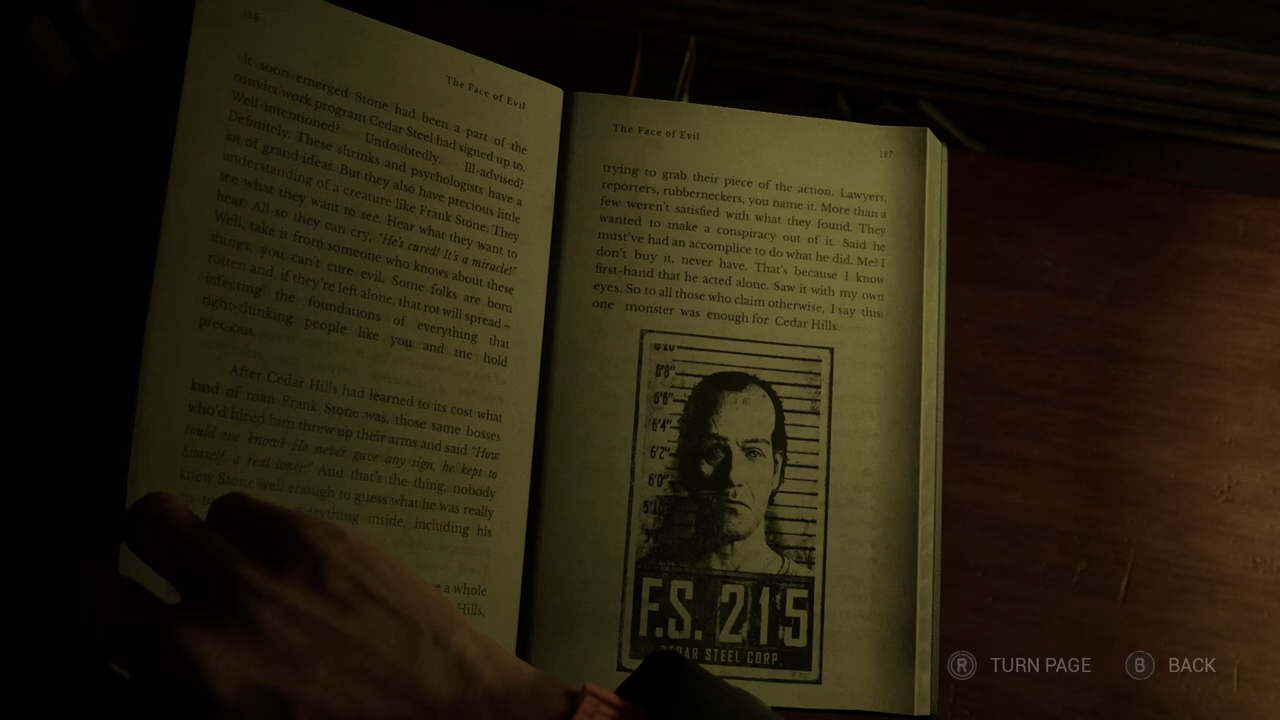 186
The Face of Evil
It soon emerged Stone had been a part of the
convict work program Cedar Steel had signed up to.
Well-intentioned? Undoubtedly. Ill-advised?
Definitely. These shrinks and psychologists have a
lot of grand ideas. But they also have precious little
understanding of a creature like Frank Stone. They
see what they want to see. Hear what they want to
hear. All so they can cry, "He's cured! It's a miracle!"
Well, take it from someone who knows about these
things, you can't cure evil. Some folks are born
rotten and, if they're left alone, that rot will spread –
infecting the foundations of everything that
right-thinking people like you and me hold
precious.
After Cedar Hills had learned to its cost what
kind of man Frank Stone was, those same bosses
who'd hired him threw up their arms and said "How
could we know? He never gave any sign, he kept to
himself, a real loner." And that's the thing, nobody
knew Stone well enough to guess what he was really
everything inside, including his
a whole
Hills,
The Face of Evil
187
trying to grab their piece of the action. Lawyers,
reporters, rubberneckers, you name it. More than a
few weren't satisfied with what they found. They
wanted to make a conspiracy out of it. Said he
must've had an accomplice to do what he did. Me? I
don't buy it, never have. That's because I know
first-hand that he acted alone. Saw it with my own
eyes. So to all those who claim otherwise, I say this:
one monster was enough for Cedar Hills.
6'10"
6'8"
6'6"
6'4"
6'2"
6'0"
5'10"
F.S. 215
CEDAR STEEL CORP.
R TURN PAGE B BACK